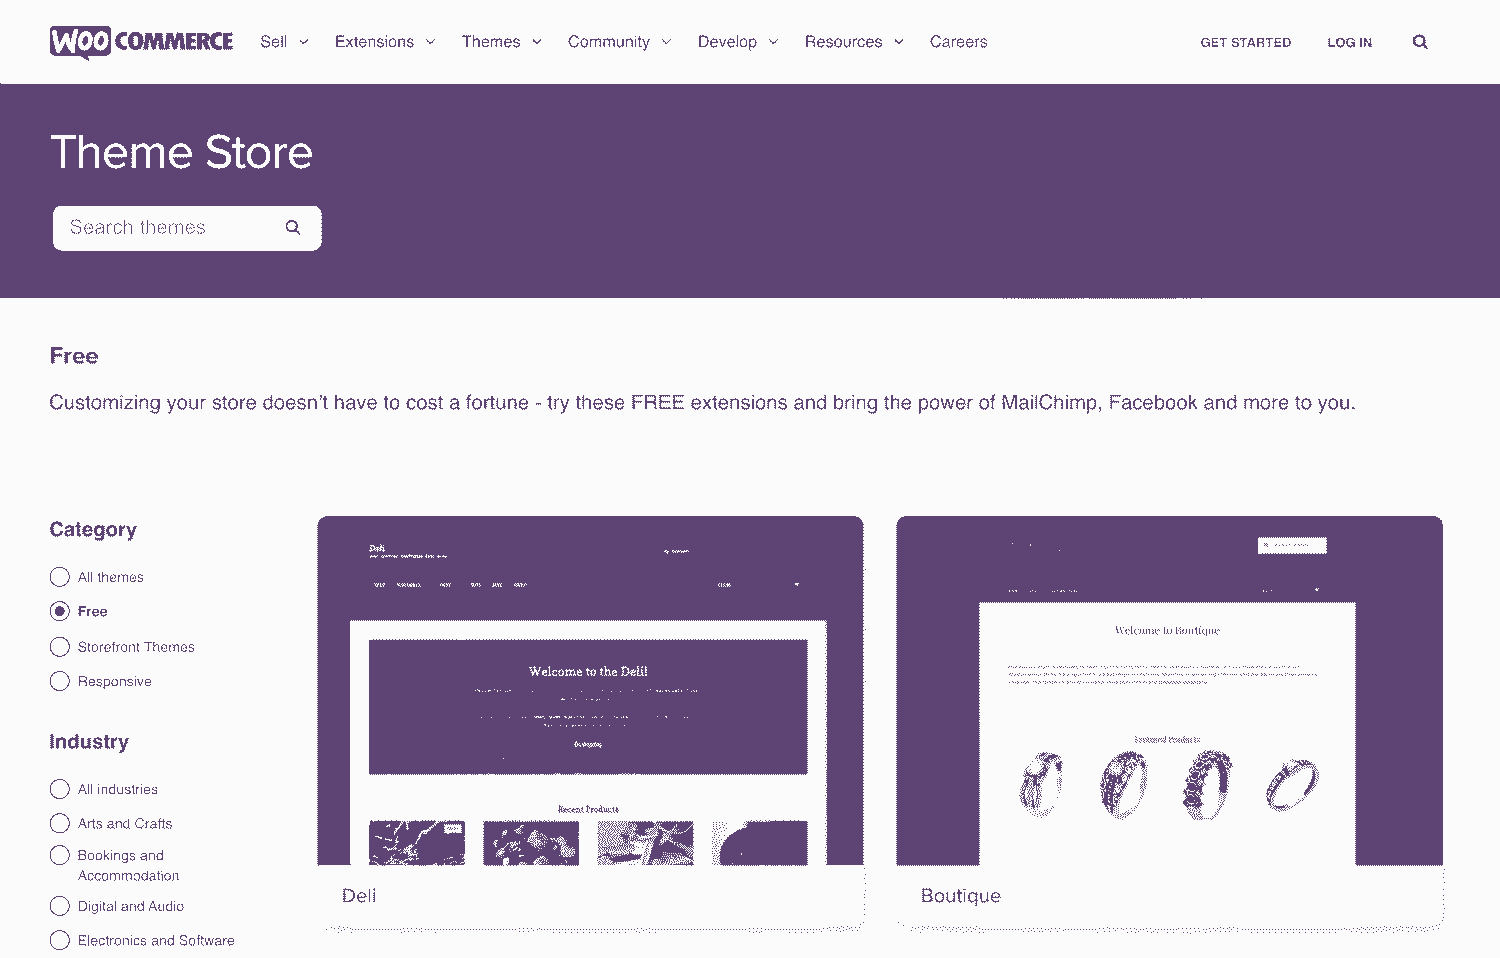 WOO COMMERCE Sell Extensions Themes Community Develop Resources Careers GET STARTED LOG IN
Theme Store
Search themes
Free
Customizing your store doesn't have to cost a fortune - try these FREE extensions and bring the power of MailChimp, Facebook and more to you.
Category
All themes
Free
Storefront Themes
Responsive
Industry
All industries
Arts and Crafts
Bookings and
Accommodation
Digital and Audio
Electronics and Software
Deli
Welcome to the Deli!
Recent Products
Deli
Welcome to Boutique
Featured Products
Boutique